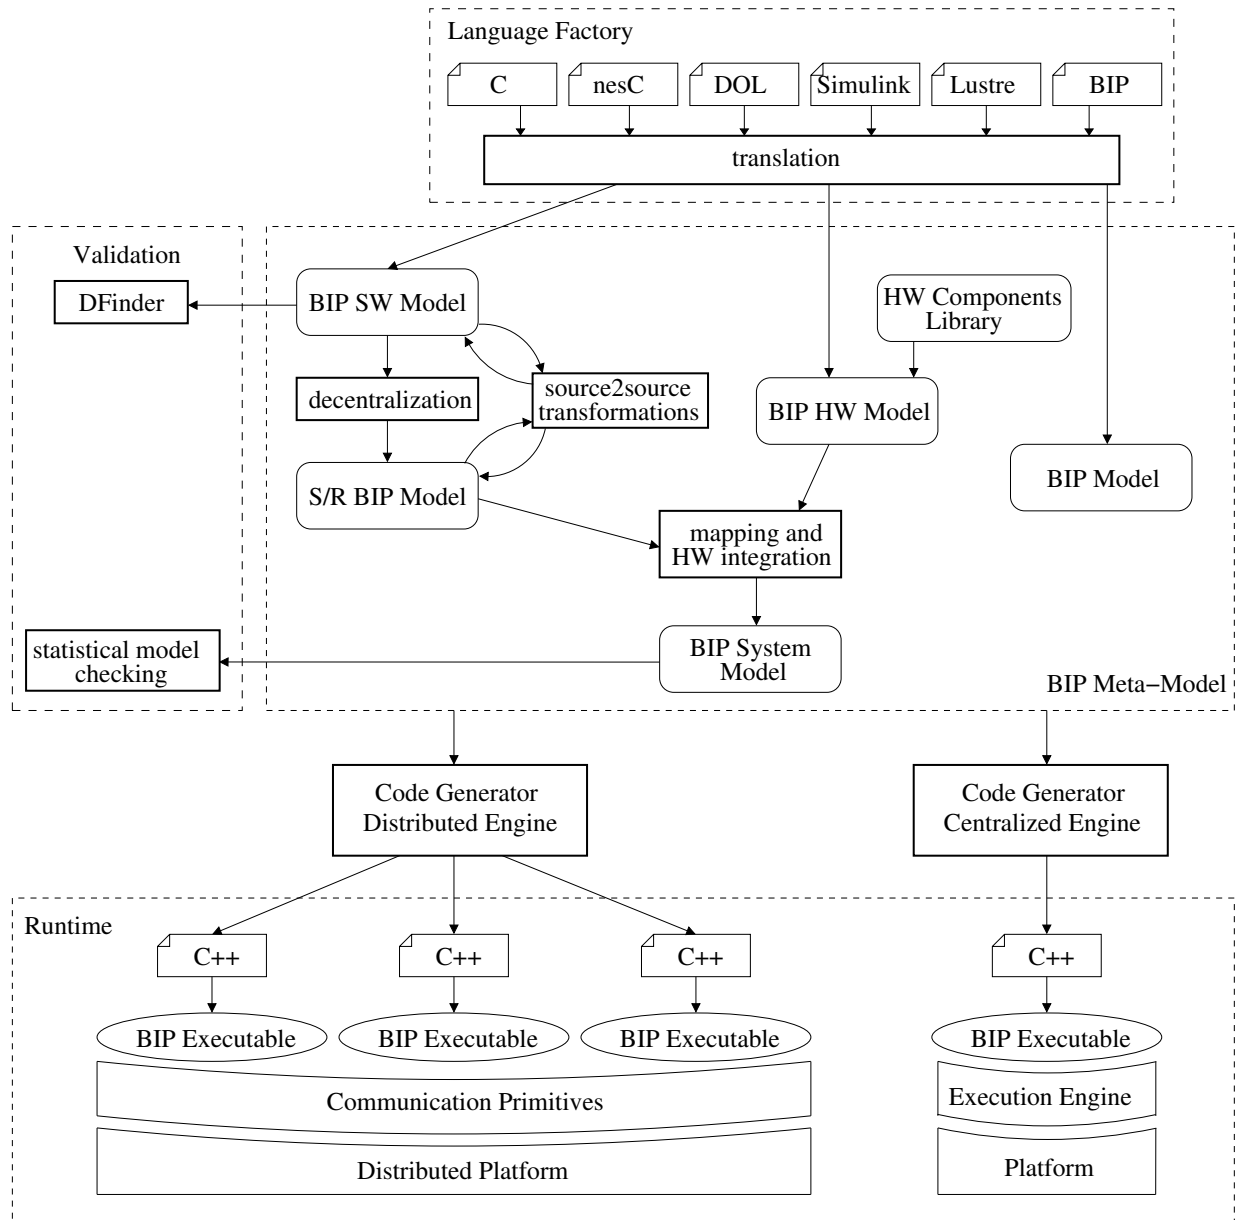 Language Factory
C
nesC
DOL
Simulink
Lustre
BIP
translation
Validation
DFinder
BIP SW Model
HW Components
Library
decentralization
source2source
transformations
BIP HW Model
S/R BIP Model
BIP Model
mapping and
HW integration
statistical model
checking
BIP System
Model
BIP Meta−Model
Code Generator
Distributed Engine
Code Generator
Centralized Engine
Runtime
C++
C++
C++
C++
BIP Executable
BIP Executable
BIP Executable
BIP Executable
Communication Primitives
Execution Engine
Distributed Platform
Platform